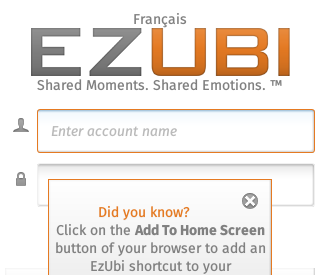 Français
EZUBI
Shared Moments. Shared Emotions. ™
Enter account name
Did you know?
Click on the Add To Home Screen
button of your browser to add an
EzUbi shortcut to your